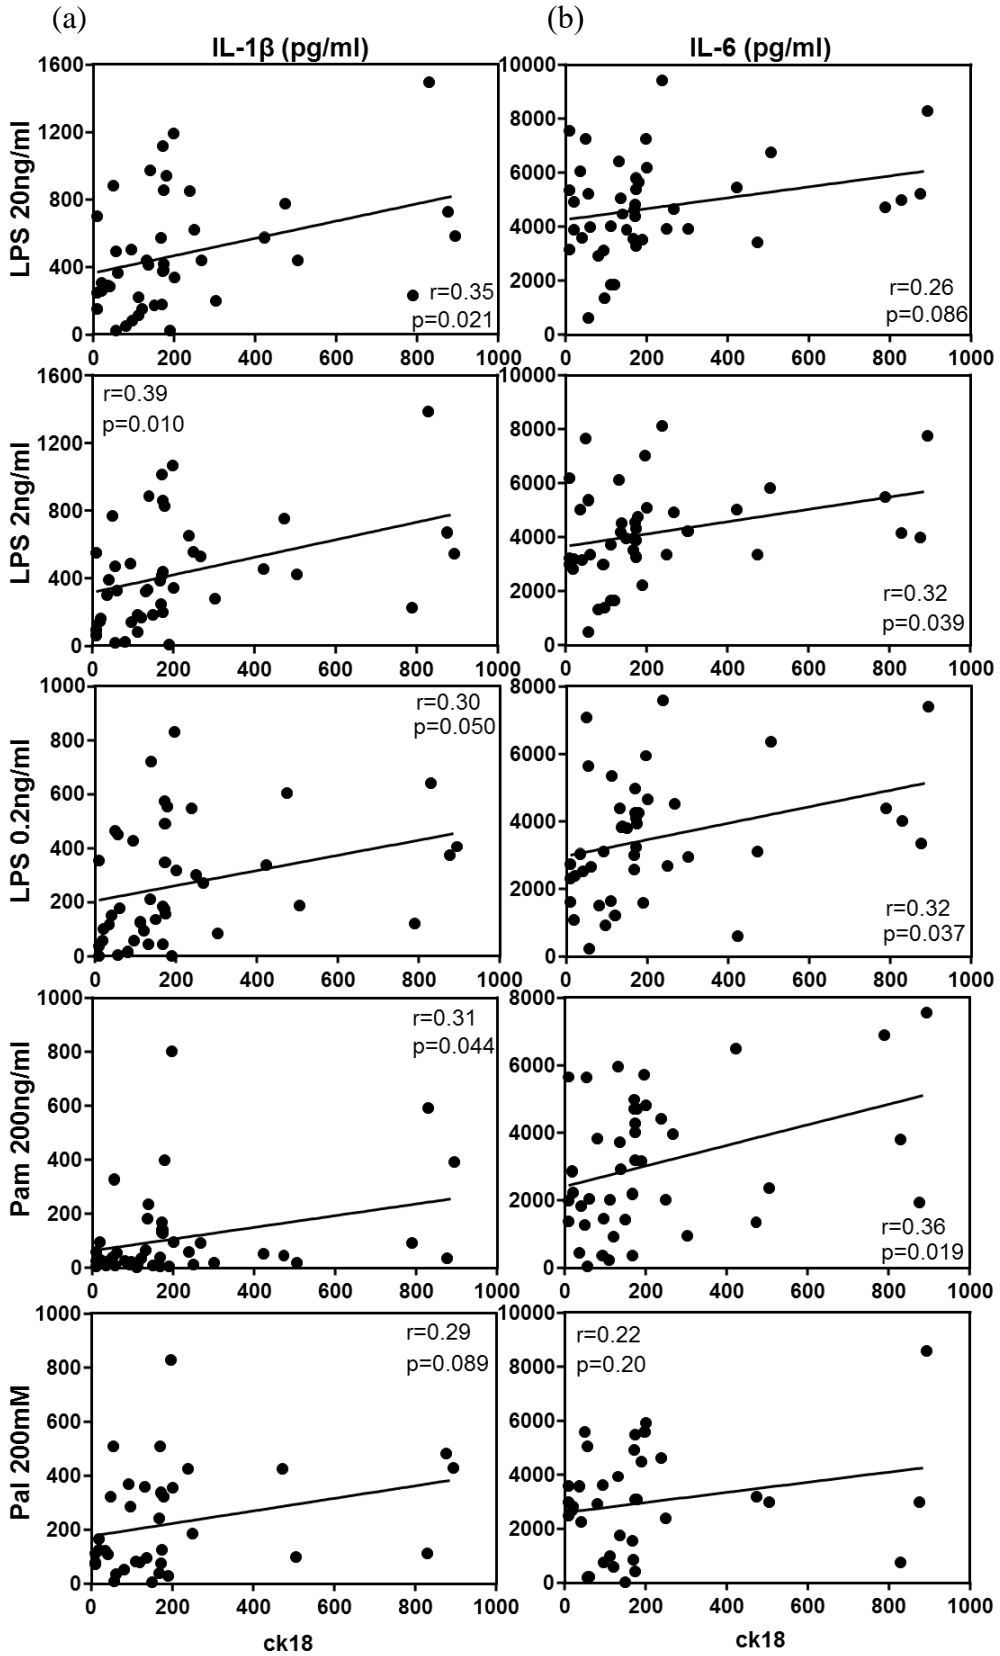 (a) (b)
IL-1β (pg/ml) IL-6 (pg/ml)
LPS 20ng/ml
1600
1200
800
400
0
r=0.35
p=0.021
0 200 400 600 800 1000
10000
8000
6000
4000
2000
0
r=0.26
p=0.086
0 200 400 600 800 1000
LPS 2ng/ml
1600
1200
800
400
0
r=0.39
p=0.010
0 200 400 600 800 1000
10000
8000
6000
4000
2000
0
r=0.32
p=0.039
0 200 400 600 800 1000
LPS 0.2ng/ml
1000
800
600
400
200
0
r=0.30
p=0.050
0 200 400 600 800 1000
8000
6000
4000
2000
0
r=0.32
p=0.037
0 200 400 600 800 1000
Pam 200ng/ml
1000
800
600
400
200
0
r=0.31
p=0.044
0 200 400 600 800 1000
8000
6000
4000
2000
0
r=0.36
p=0.019
0 200 400 600 800 1000
Pal 200mM
1000
800
600
400
200
0
r=0.29
p=0.089
0 200 400 600 800 1000
ck18
10000
8000
6000
4000
2000
0
r=0.22
p=0.20
0 200 400 600 800 1000
ck18